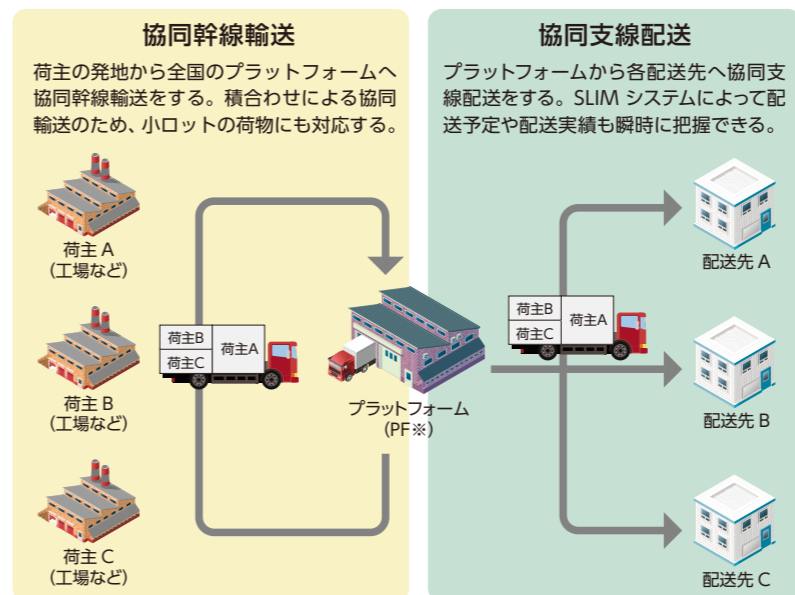 協同幹線輸送
荷主の発地から全国のプラットフォームへ
協同幹線輸送をする。積合わせによる協同
輸送のため、小ロットの荷物にも対応する。
荷主 A
（工場など）
荷主B
荷主C
荷主A
荷主 B
（工場など）
荷主 C
（工場など）
プラットフォーム
（PF※）
協同支線配送
プラットフォームから各配送先へ協同支
線配送をする。SLIM システムによって配
送予定や配送実績も瞬時に把握できる。
荷主B
荷主C
荷主A
配送先 A
配送先 B
配送先 C